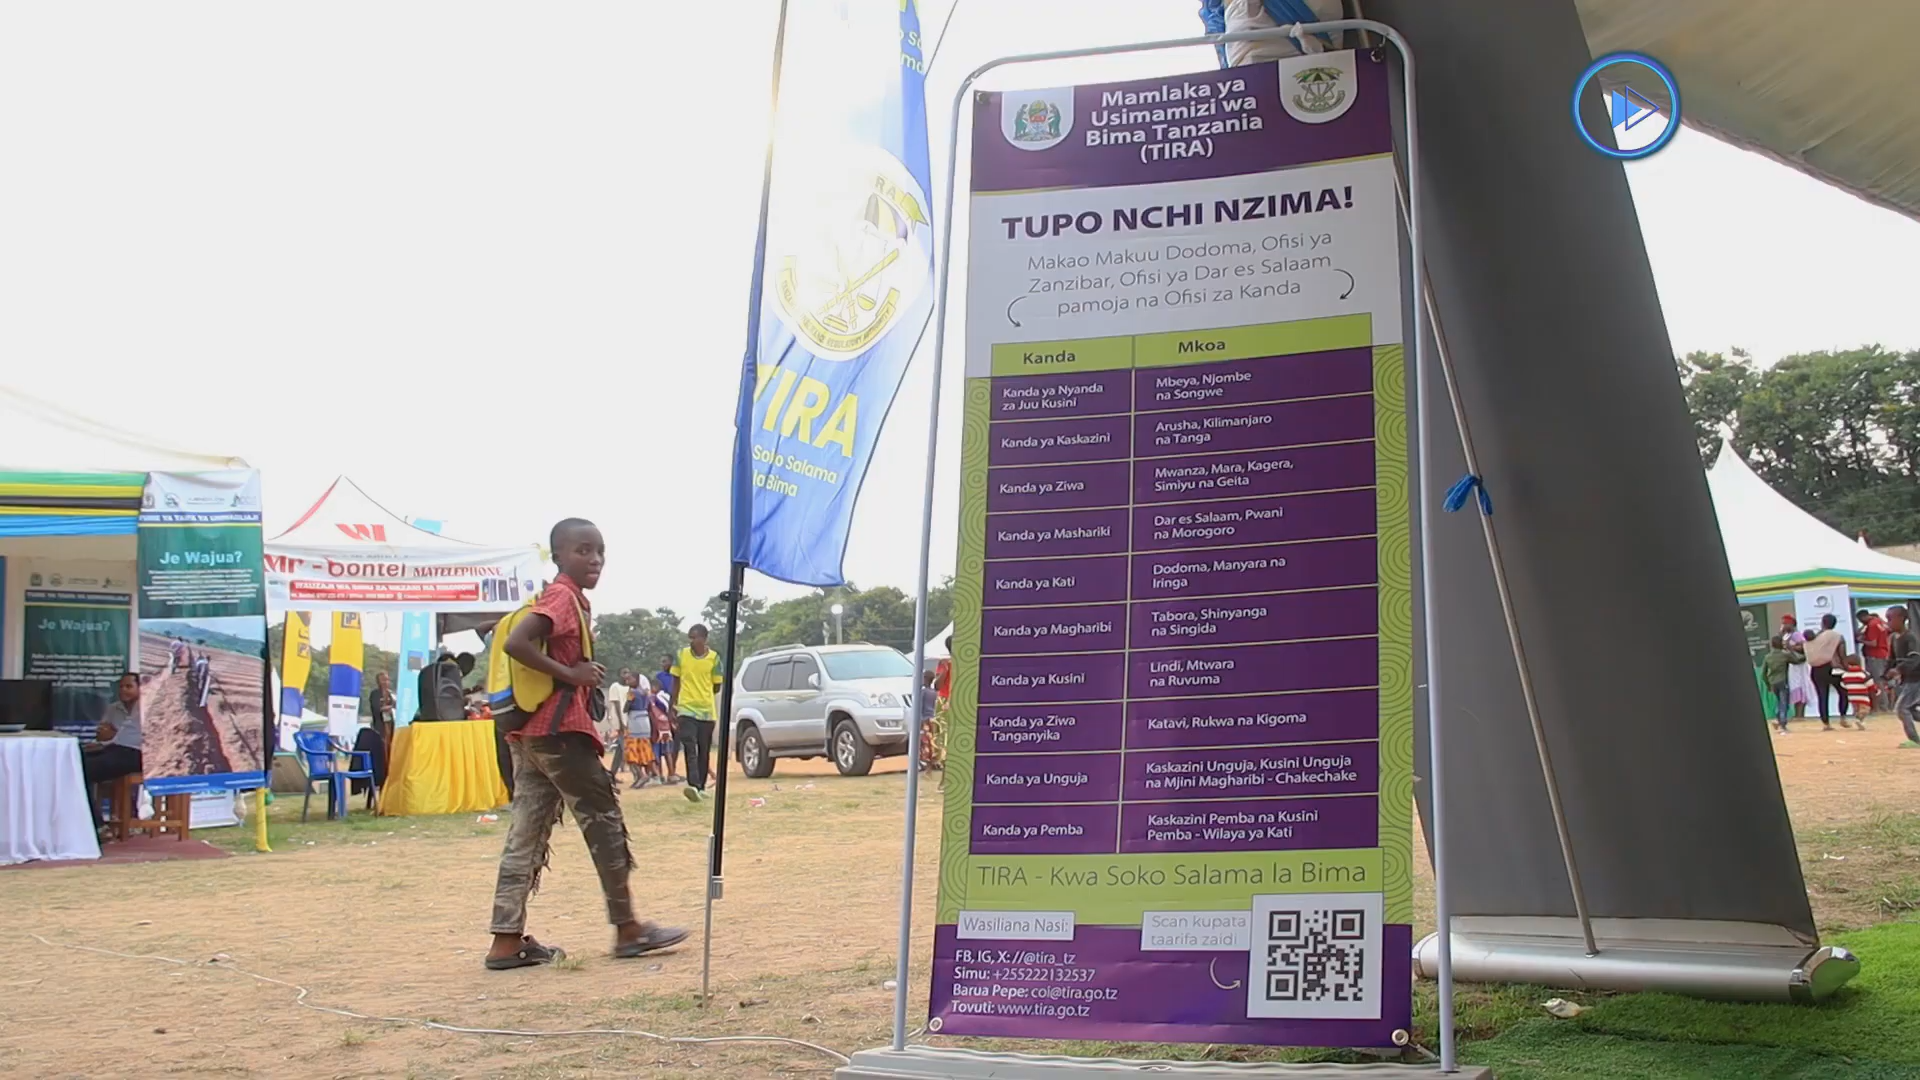 Mamlaka ya
Usimamizi wa
Bima Tanzania
(TIRA)
TUPO NCHI NZIMA!
Makao Makuu Dodoma, Ofisi ya
Zanzibar, Ofisi ya Dar es Salaam
pamoja na Ofisi za Kanda
Kanda
Mkoa
Kanda ya Nyanda
za Juu Kusini
Mbeya, Njombe
na Songwe
Kanda ya Kaskazini
Arusha, Kilimanjaro
na Tanga
Kanda ya Ziwa
Mwanza, Mara, Kagera,
Simiyu na Geita
Kanda ya Mashariki
Dar es Salaam, Pwani
na Morogoro
Kanda ya Kati
Dodoma, Manyara na
Iringa
Kanda ya Magharibi
Tabora, Shinyanga
na Singida
Kanda ya Kusini
Lindi, Mtwara
na Ruvuma
Kanda ya Ziwa
Tanganyika
Katavi, Rukwa na Kigoma
Kanda ya Unguja
Kaskazini Unguja, Kusini Unguja
na Mjini Magharibi - Chakechake
Kanda ya Pemba
Kaskazini Pemba na Kusini
Pemba - Wilaya ya Kati
TIRA - Kwa Soko Salama la Bima
Wasiliana Nasi:
Scan kupata
taarifa zaidi
FB, IG, X: //@tira_tz
Simu: +255222132537
Barua Pepe: coi@tira.go.tz
Tovuti: www.tira.go.tz
TIRA
Soko Salama
la Bima
Je Wajua?
Je Wajua?
Mr - bontel MATELEPHONE